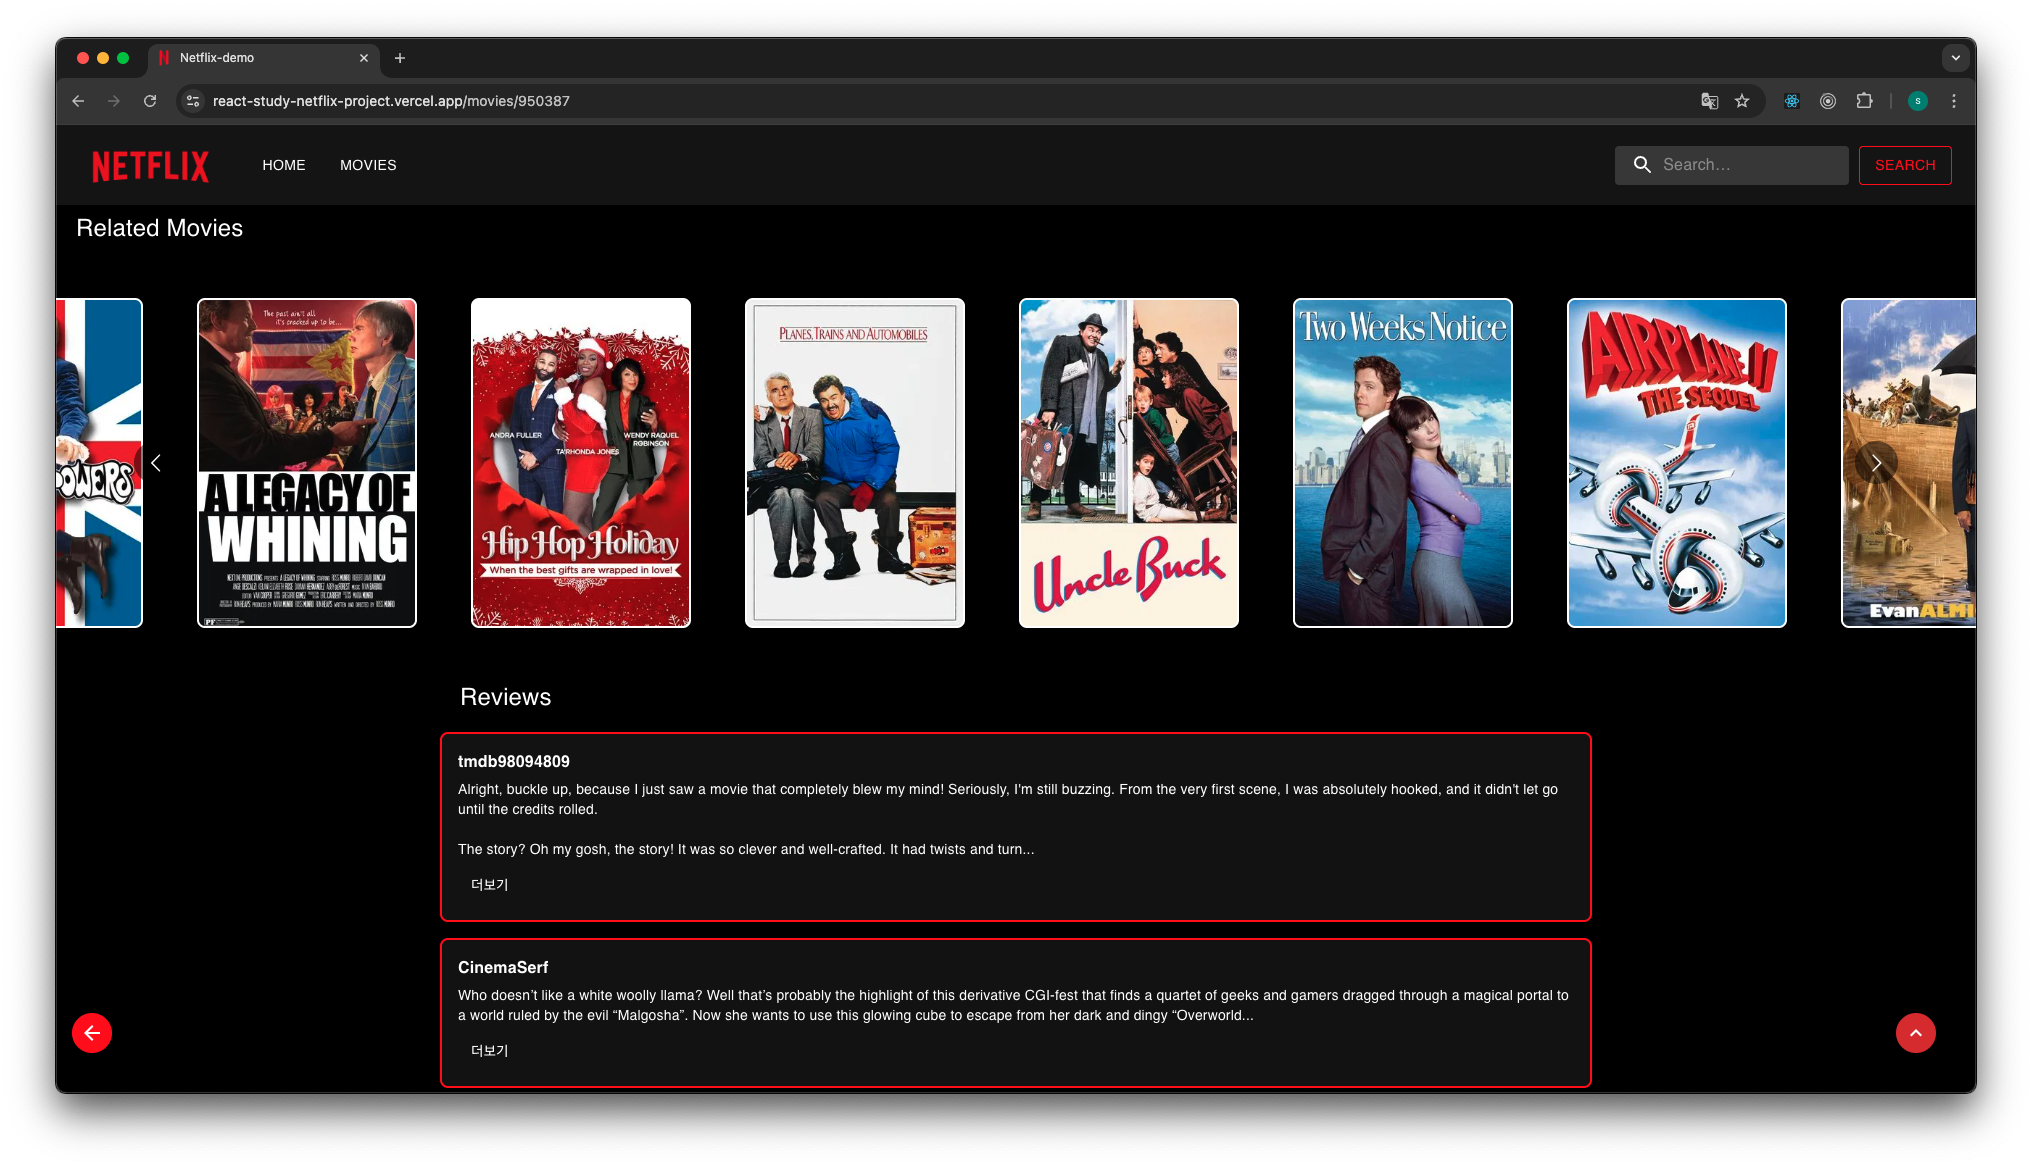 Netflix-demo
react-study-netflix-project.vercel.app/movies/950387
S
NETFLIX
HOME
MOVIES
Search...
SEARCH
Related Movies
POWERS
The past ain't all
it's cracked up to be...
A LEGACY OF
WHINING
ANDRA FULLER
WENDY RAQUEL
ROBINSON
TA'RHONDA JONES
Hip Hop Holiday
When the best gifts are wrapped in love!
PLANES, TRAINS AND AUTOMOBILES
Uncle Buck
Two Weeks Notice
AIRPLANE II
THE SEQUEL
EvanALMI
Reviews
tmdb98094809
Alright, buckle up, because I just saw a movie that completely blew my mind! Seriously, I'm still buzzing. From the very first scene, I was absolutely hooked, and it didn't let go
until the credits rolled.
The story? Oh my gosh, the story! It was so clever and well-crafted. It had twists and turn...
더보기
CinemaSerf
Who doesn't like a white woolly llama? Well that's probably the highlight of this derivative CGI-fest that finds a quartet of geeks and gamers dragged through a magical portal to
a world ruled by the evil “Malgosha”. Now she wants to use this glowing cube to escape from her dark and dingy “Overworld...
더보기